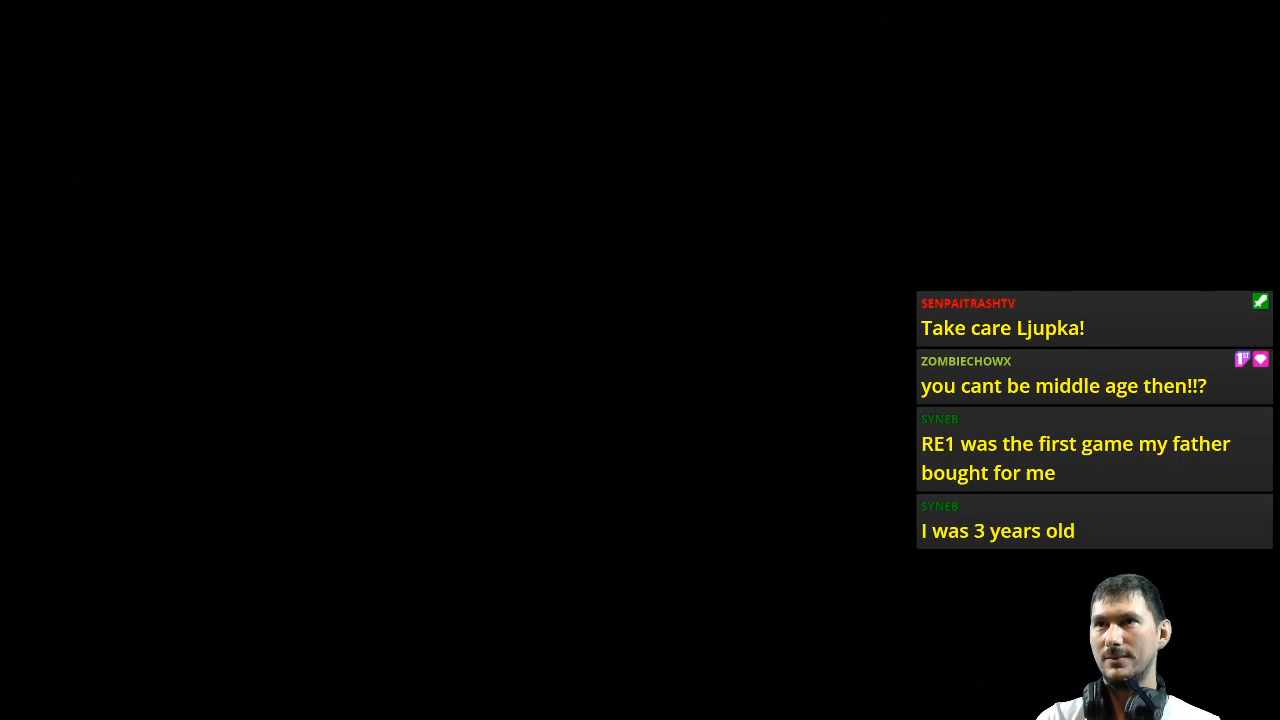 SENPAITRASHTV
Take care Ljupka!
ZOMBIECHOWX
you cant be middle age then!!?
SYNEB
RE1 was the first game my father
bought for me
SYNEB
I was 3 years old